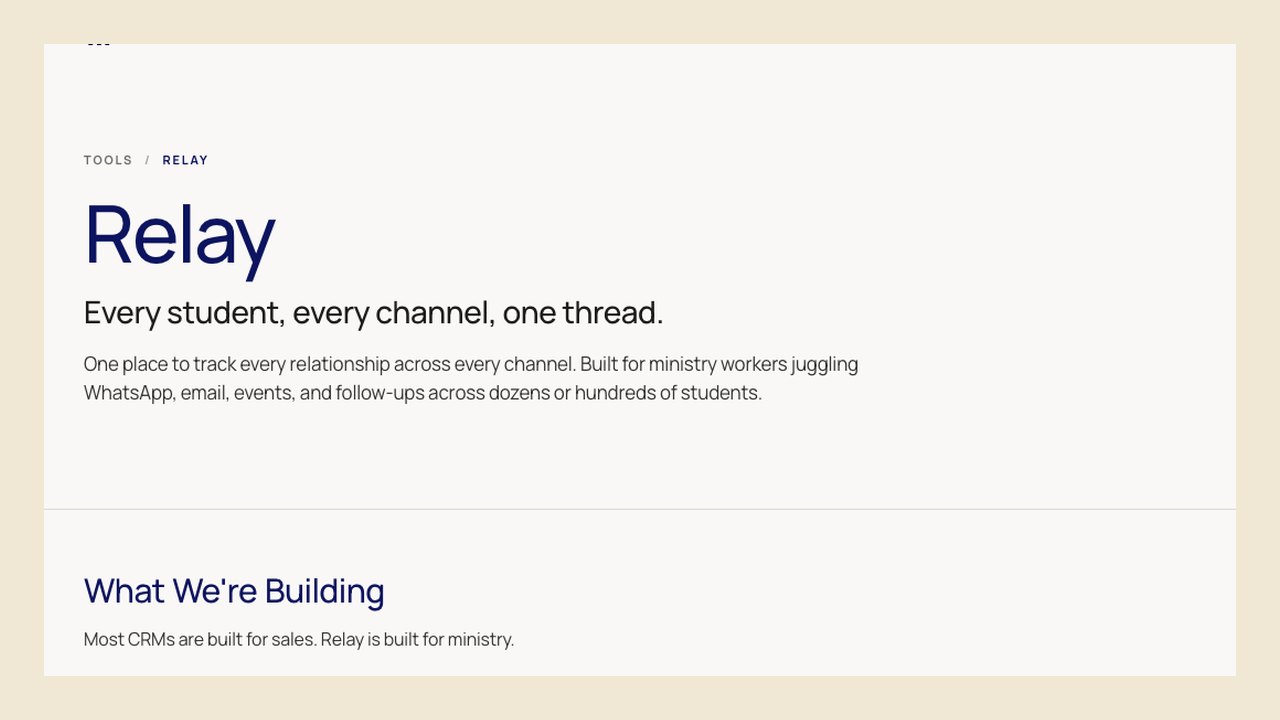 TOOLS / RELAY
Relay
Every student, every channel, one thread.
One place to track every relationship across every channel. Built for ministry workers juggling
WhatsApp, email, events, and follow-ups across dozens or hundreds of students.
What We're Building
Most CRMs are built for sales. Relay is built for ministry.